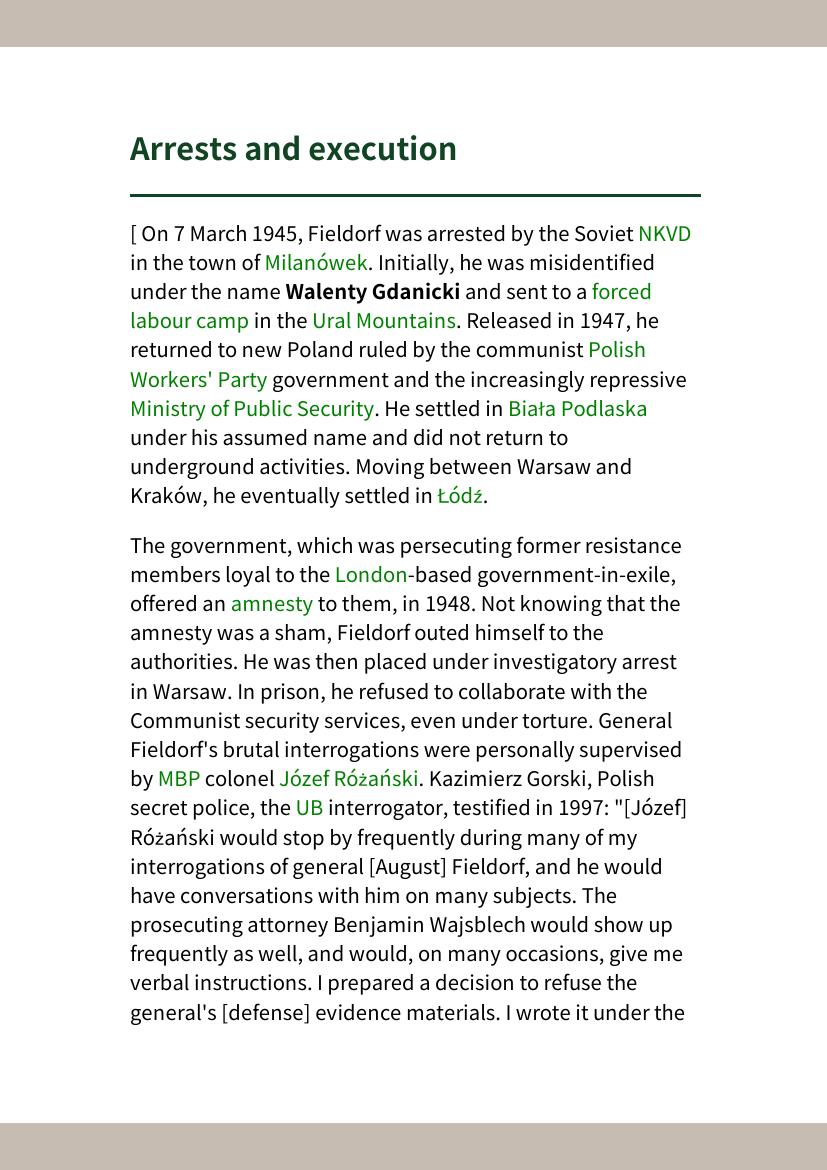 Arrests and execution
[ On 7 March 1945, Fieldorf was arrested by the Soviet NKVD
in the town of Milanówek. Initially, he was misidentified
under the name Walenty Gdanicki and sent to a forced
labour camp in the Ural Mountains. Released in 1947, he
returned to new Poland ruled by the communist Polish
Workers' Party government and the increasingly repressive
Ministry of Public Security. He settled in Biała Podlaska
under his assumed name and did not return to
underground activities. Moving between Warsaw and
Kraków, he eventually settled in Łódź.
The government, which was persecuting former resistance
members loyal to the London-based government-in-exile,
offered an amnesty to them, in 1948. Not knowing that the
amnesty was a sham, Fieldorf outed himself to the
authorities. He was then placed under investigatory arrest
in Warsaw. In prison, he refused to collaborate with the
Communist security services, even under torture. General
Fieldorf's brutal interrogations were personally supervised
by MBP colonel Józef Różański. Kazimierz Gorski, Polish
secret police, the UB interrogator, testified in 1997: "[Józef]
Różański would stop by frequently during many of my
interrogations of general [August] Fieldorf, and he would
have conversations with him on many subjects. The
prosecuting attorney Benjamin Wajsblech would show up
frequently as well, and would, on many occasions, give me
verbal instructions. I prepared a decision to refuse the
general's [defense] evidence materials. I wrote it under the